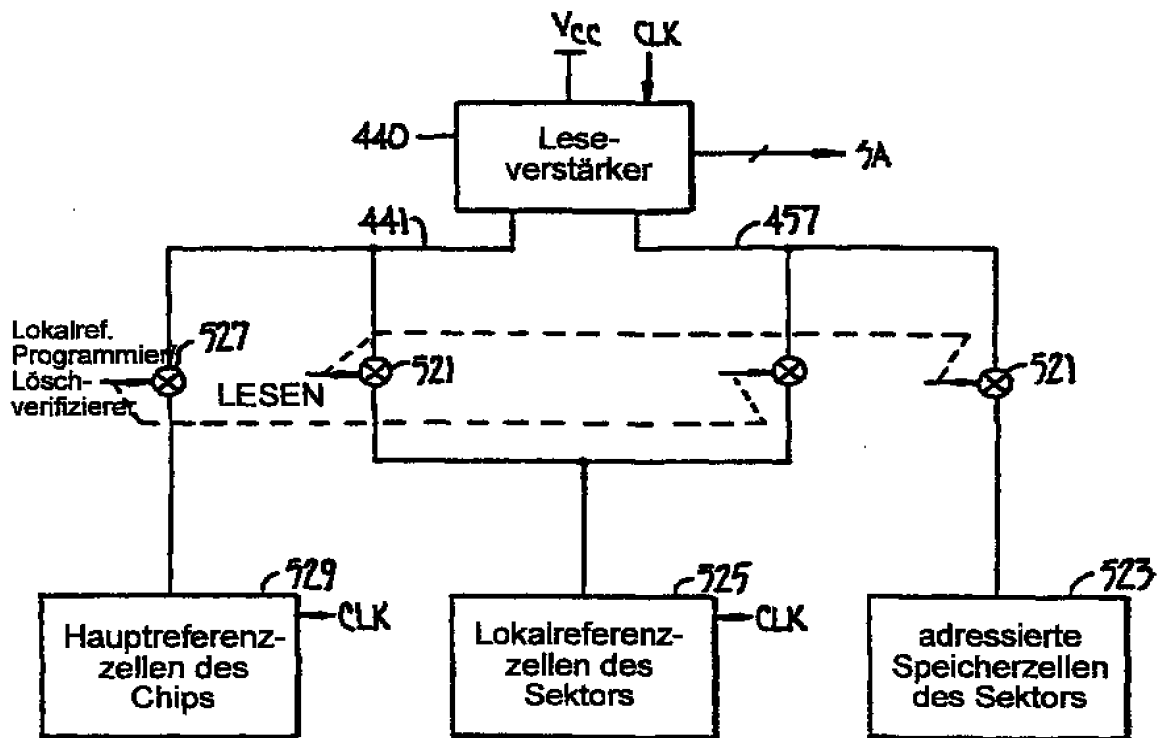 VCC
CLK
440
Lese-
verstärker
SA
441
457
Lokalref.
Programmier/
Lösch-
verifizierer
527
LESEN
521
521
529
525
523
Hauptreferenz-
zellen des
Chips
CLK
Lokalreferenz-
zellen des
Sektors
CLK
adressierte
Speicherzellen
des Sektors